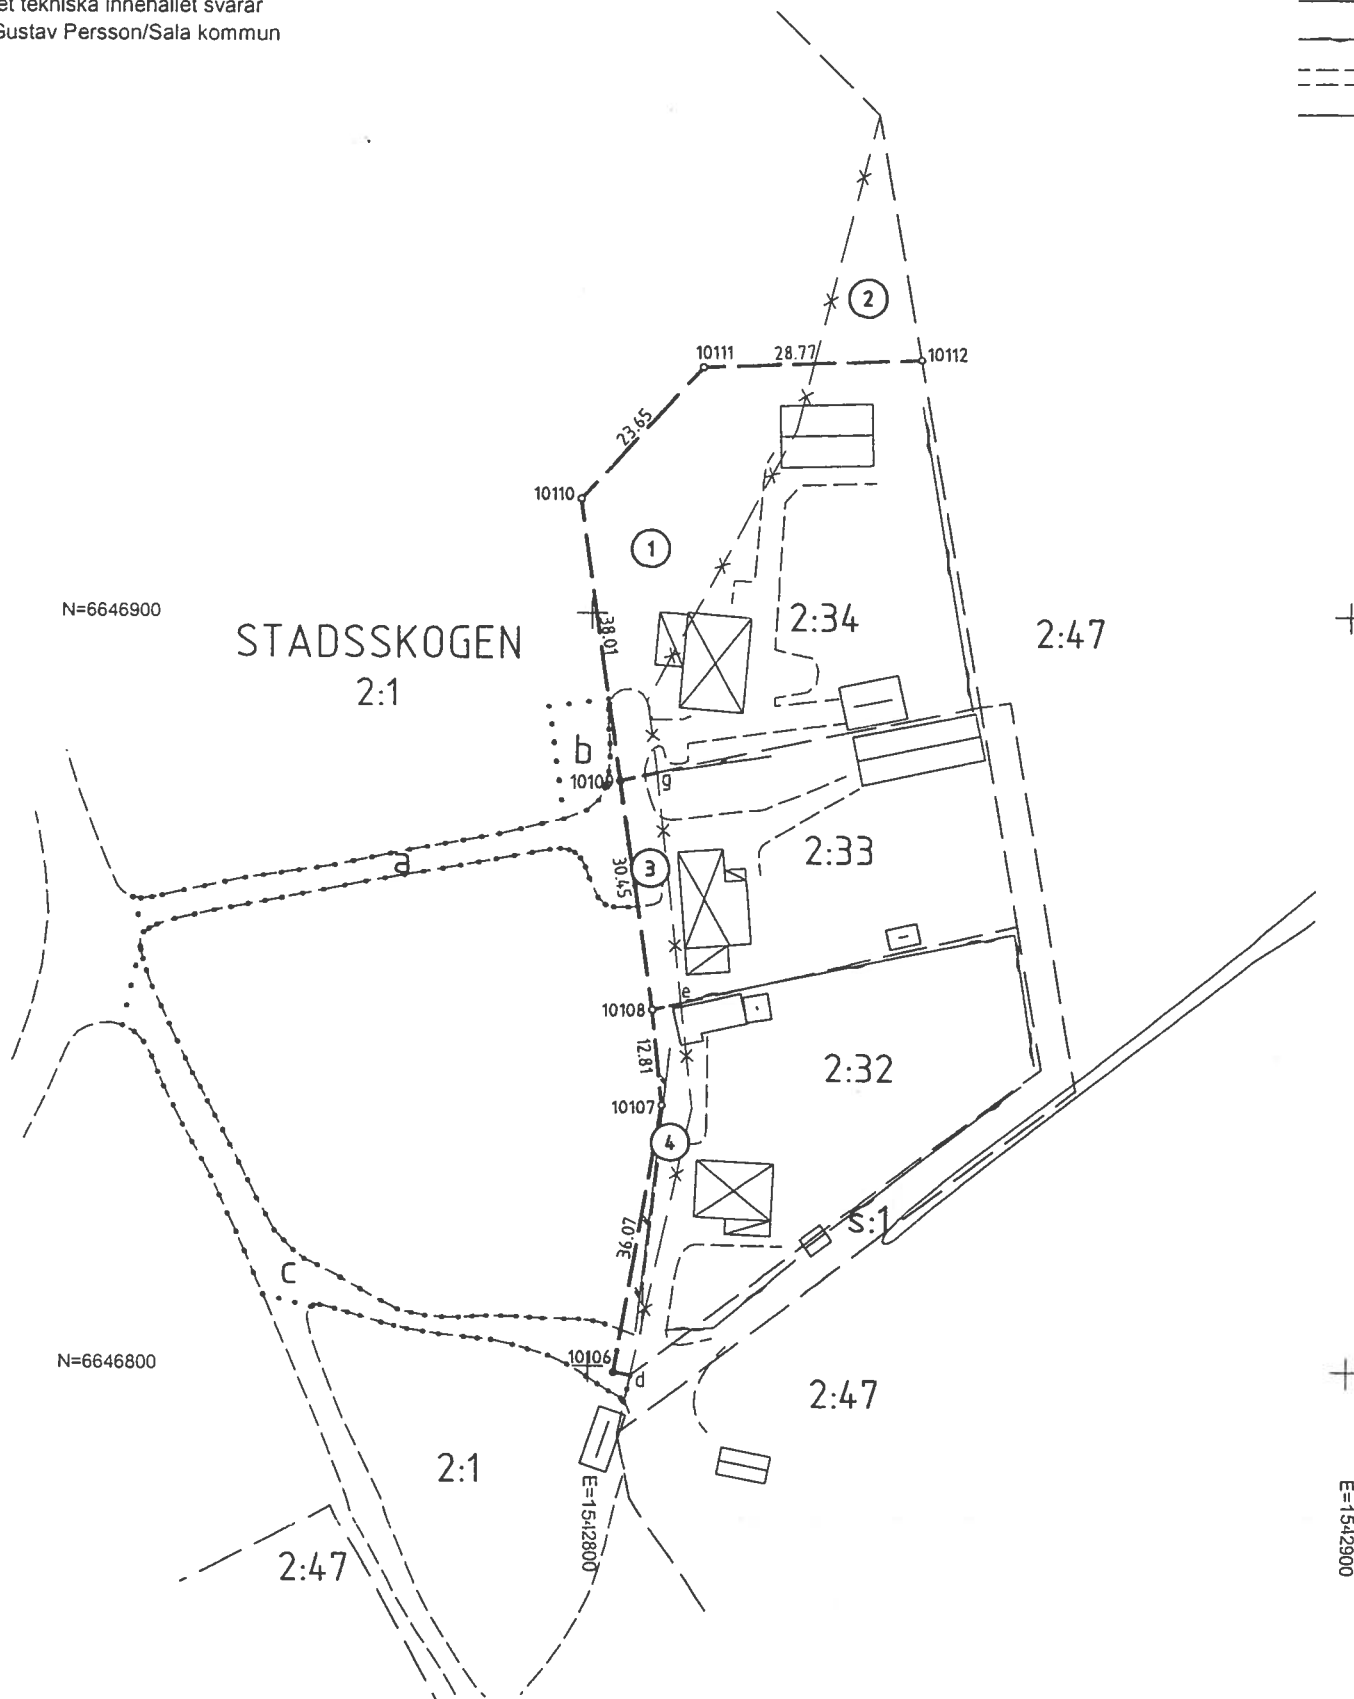 et tekniska innehållet svarar
Gustav Persson/Sala kommun
2
10111
28.77
10112
23.65
10110
1
N=6646900
STADSSKOGEN
2:1
38.01
2:34
2:47
b
10109
g
a
30.45
3
2:33
e
10108
12.81
2:32
10107
4
s:1
36.07
c
N=6646800
10106
d
2:47
2:1
E=1542800
E=1542900
2:47